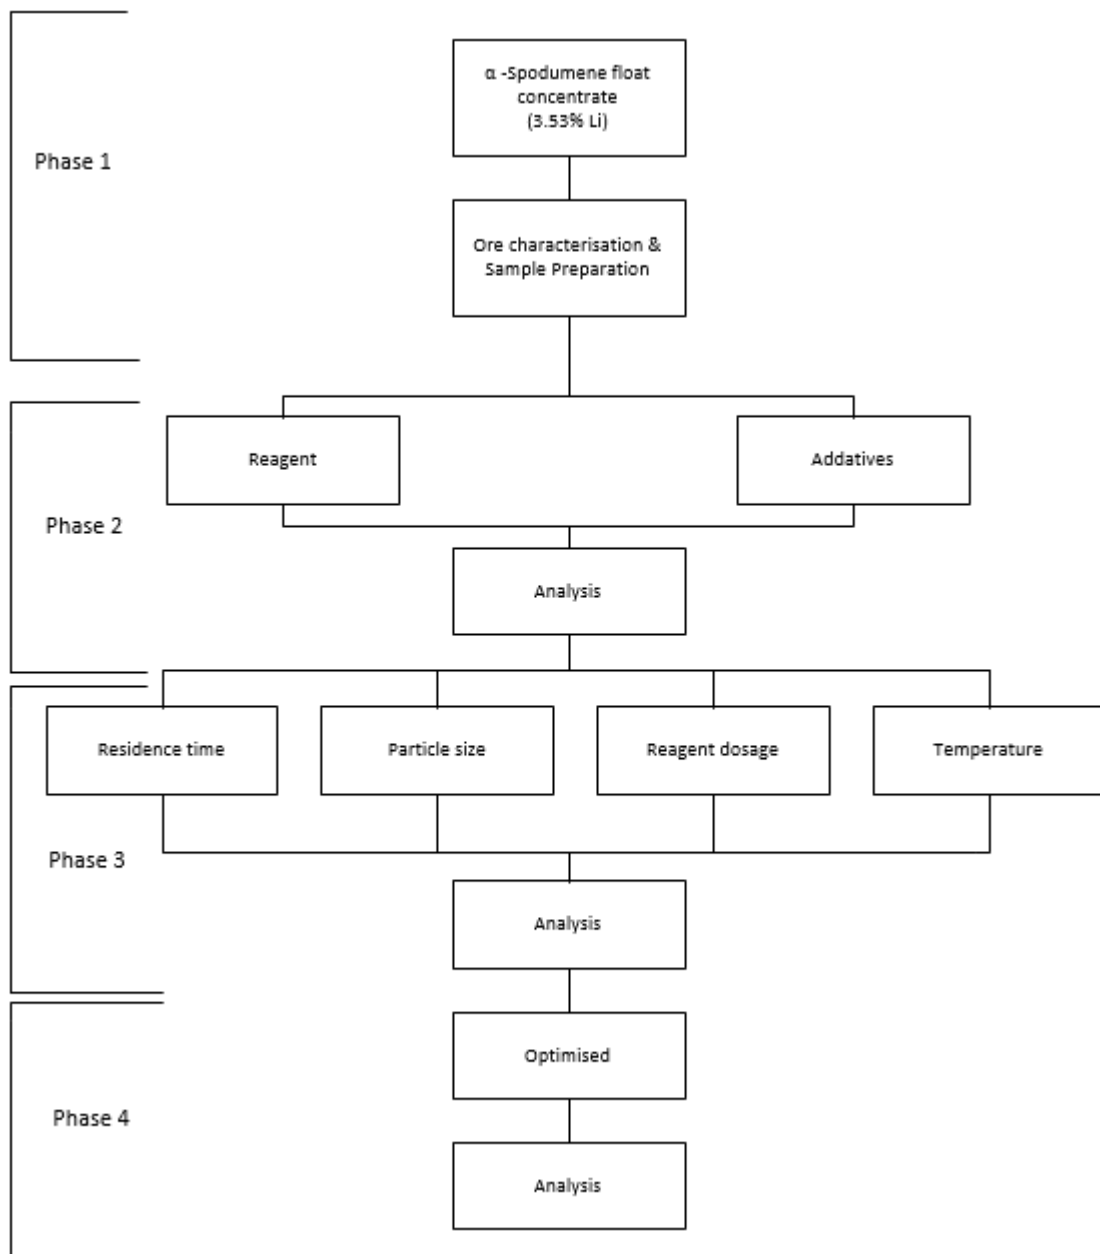 Phase 1
α -Spodumene float
concentrate
(3.53% Li)
Ore characterisation &
Sample Preparation
Phase 2
Reagent
Addatives
Analysis
Phase 3
Residence time
Particle size
Reagent dosage
Temperature
Analysis
Phase 4
Optimised
Analysis